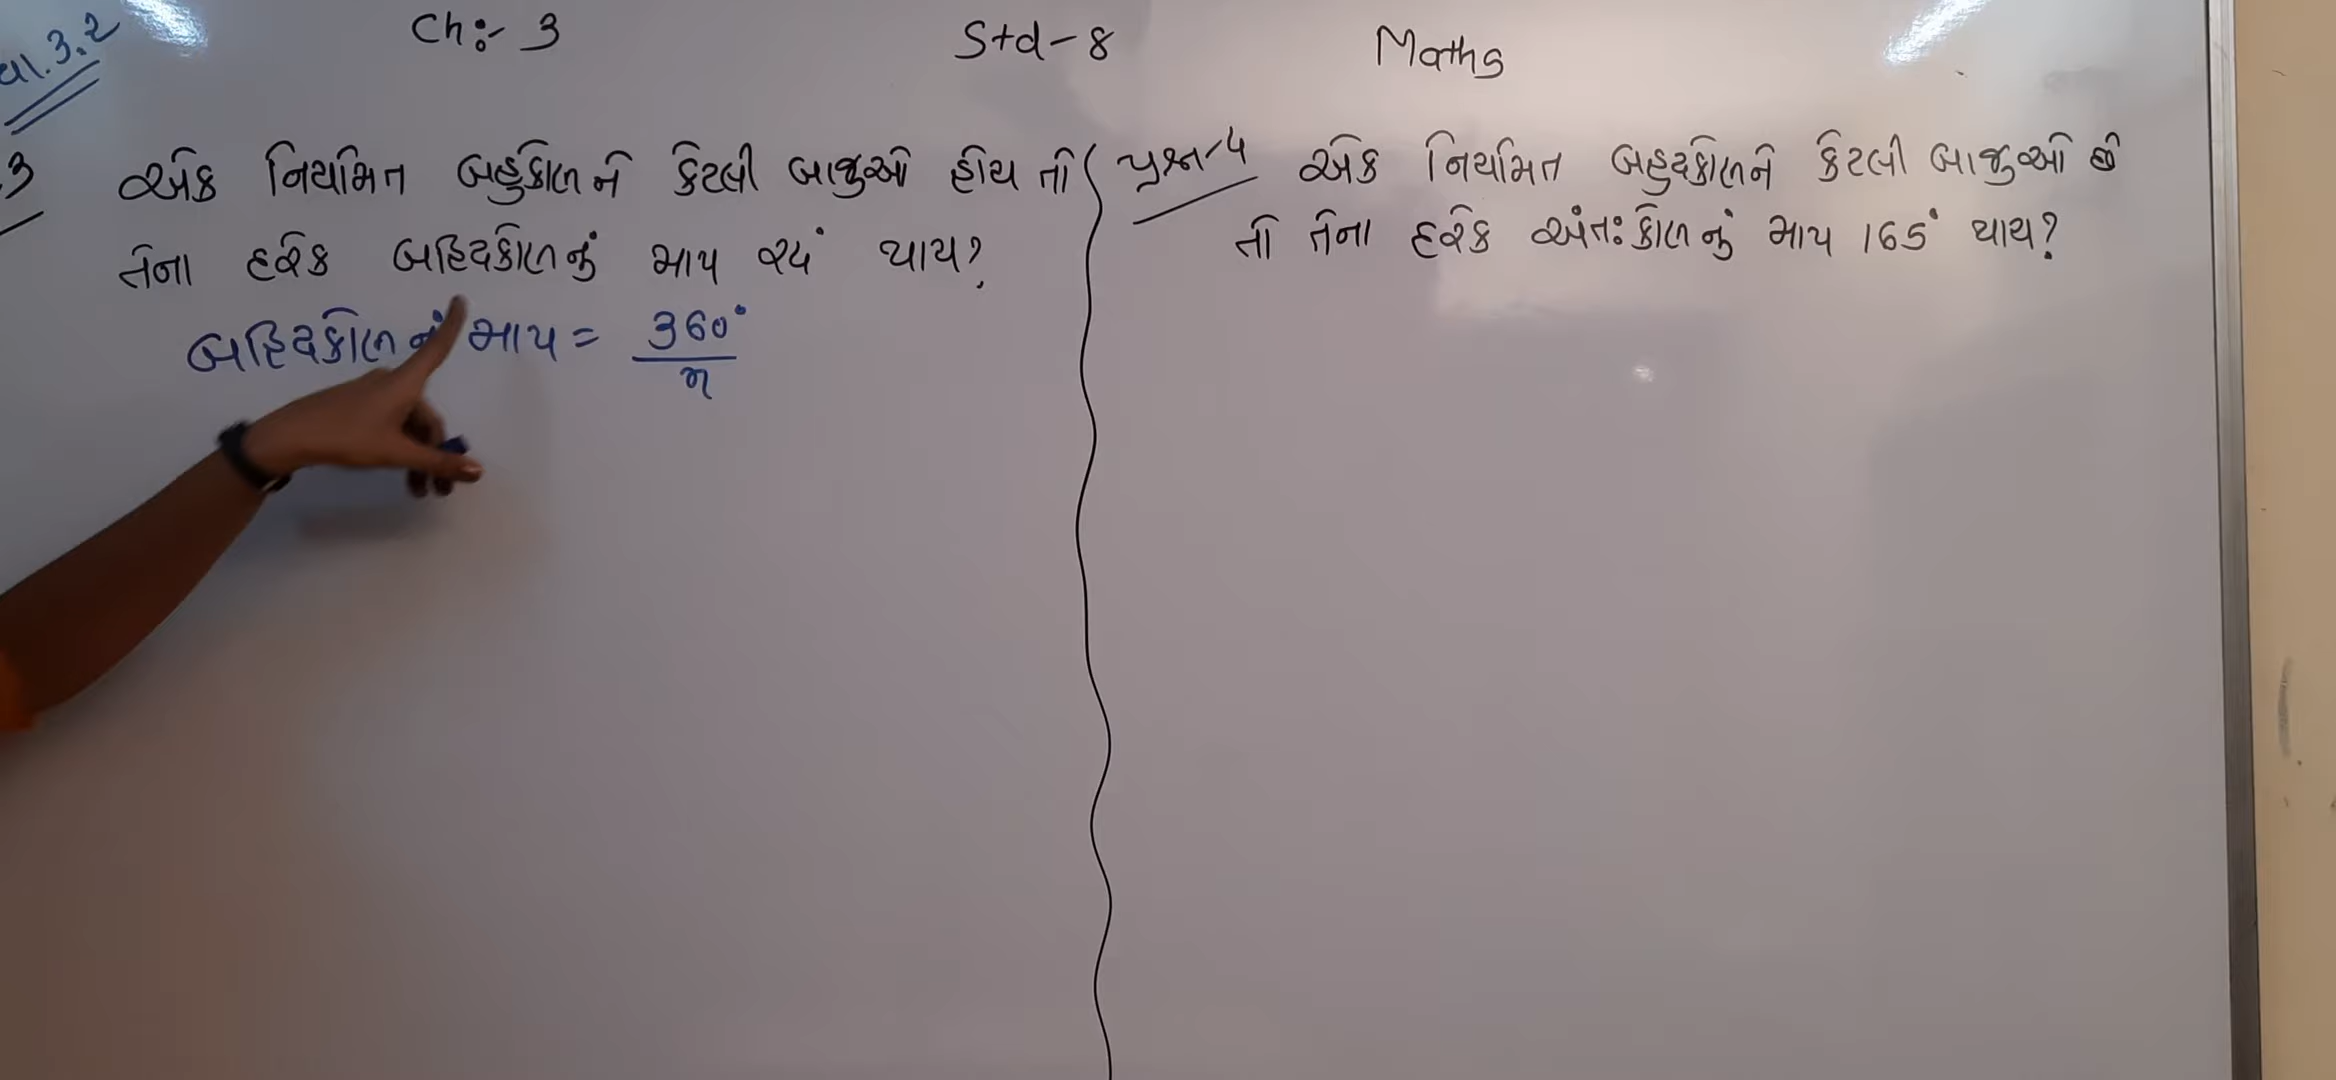 Ch:- 3
Std-8
Maths
સ્વા.3.2
3 એક નિયમિત બહુકોણને કેટલી બાજુઓ હોય તો
તેના દરેક બહિષ્કોણનું માપ ૨૪° થાય?
બહિષ્કોણનું માપ = 360° / n
પ્રશ્ન-4 એક નિયમિત બહુકોણને કેટલી બાજુઓ છે
તો તેના દરેક અંતઃકોણનું માપ 165° થાય?